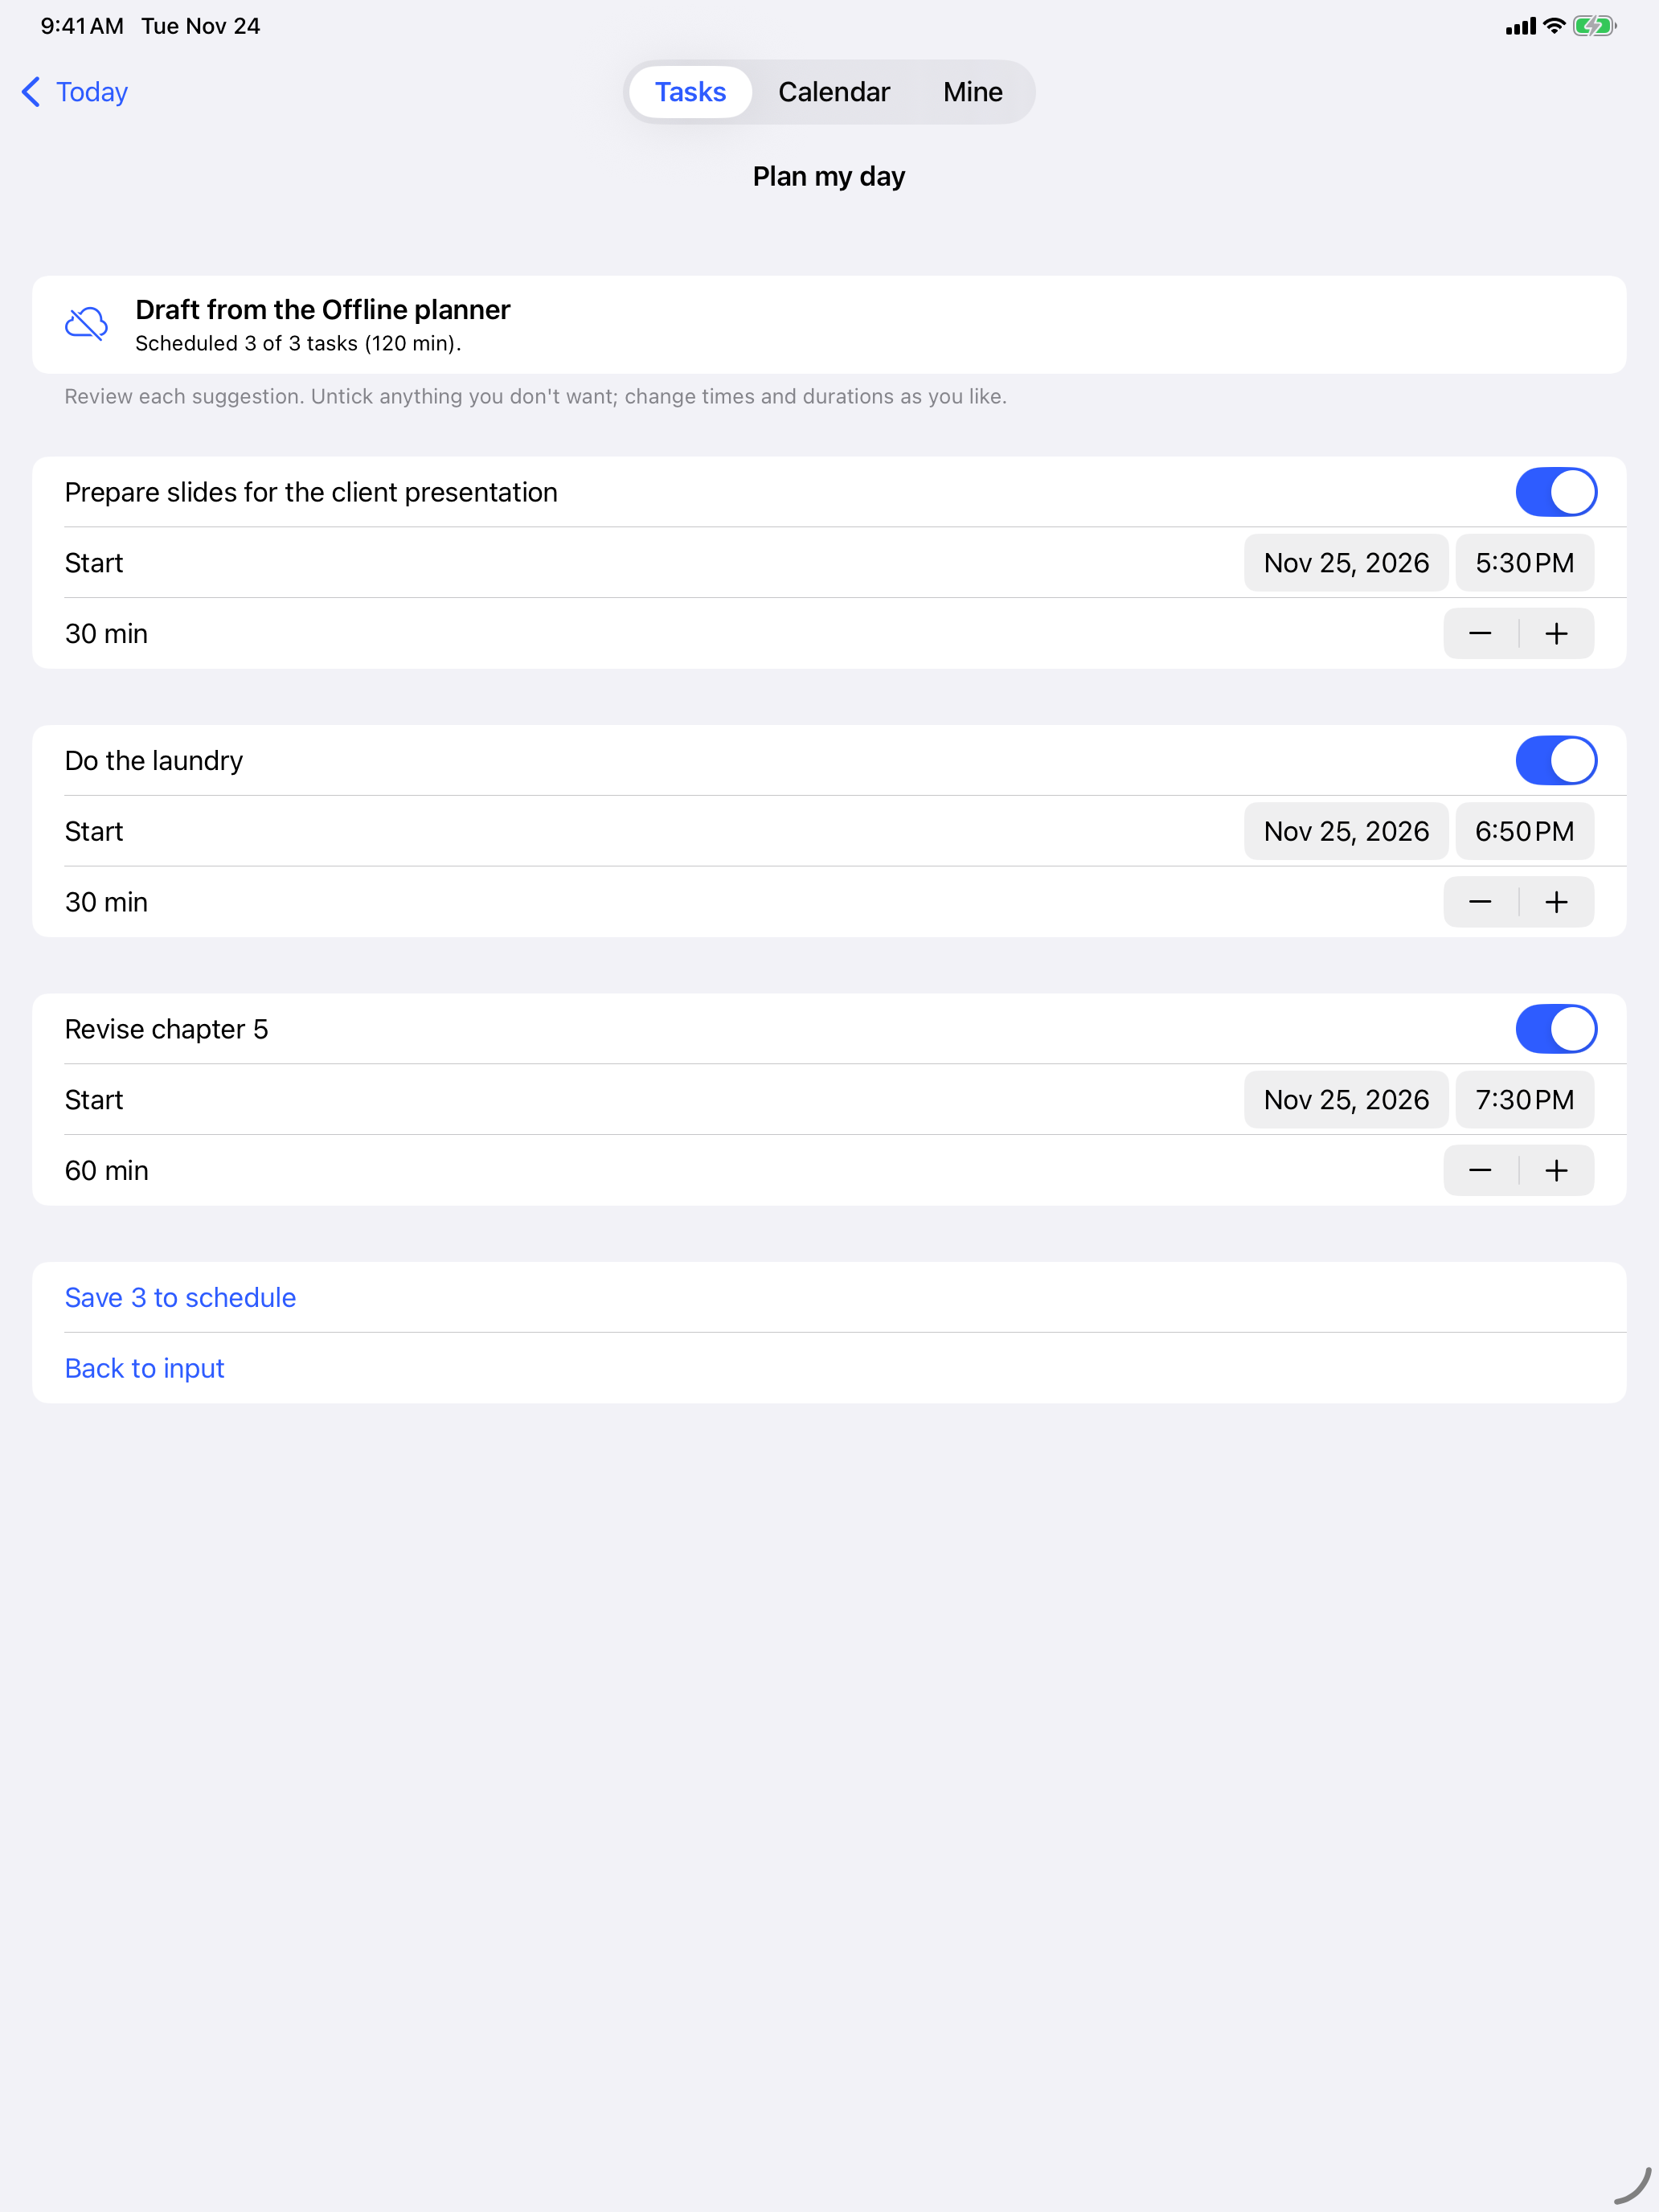 9:41 AM Tue Nov 24
Today
Tasks Calendar Mine
Plan my day
Draft from the Offline planner
Scheduled 3 of 3 tasks (120 min).
Review each suggestion. Untick anything you don't want; change times and durations as you like.
Prepare slides for the client presentation
Start Nov 25, 2026 5:30 PM
30 min
Do the laundry
Start Nov 25, 2026 6:50 PM
30 min
Revise chapter 5
Start Nov 25, 2026 7:30 PM
60 min
Save 3 to schedule
Back to input